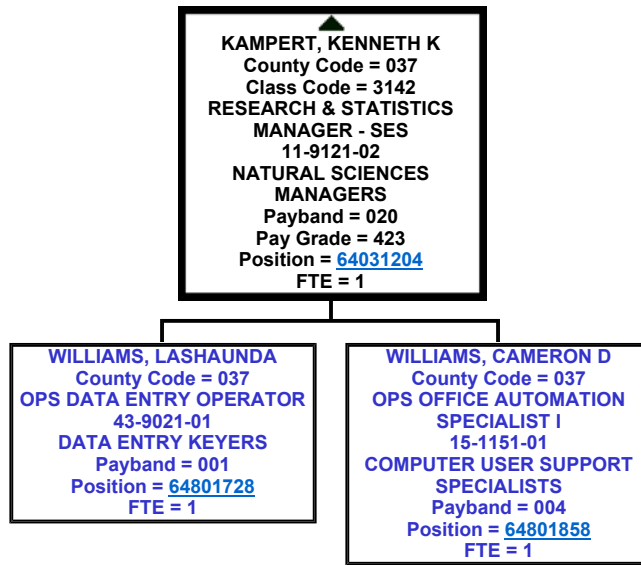 KAMPERT, KENNETH K
County Code = 037
Class Code = 3142
RESEARCH & STATISTICS
MANAGER - SES
11-9121-02
NATURAL SCIENCES
MANAGERS
Payband = 020
Pay Grade = 423
Position = 64031204
FTE = 1
WILLIAMS, LASHAUNDA
County Code = 037
OPS DATA ENTRY OPERATOR
43-9021-01
DATA ENTRY KEYERS
Payband = 001
Position = 64801728
FTE = 1
WILLIAMS, CAMERON D
County Code = 037
OPS OFFICE AUTOMATION
SPECIALIST I
15-1151-01
COMPUTER USER SUPPORT
SPECIALISTS
Payband = 004
Position = 64801858
FTE = 1